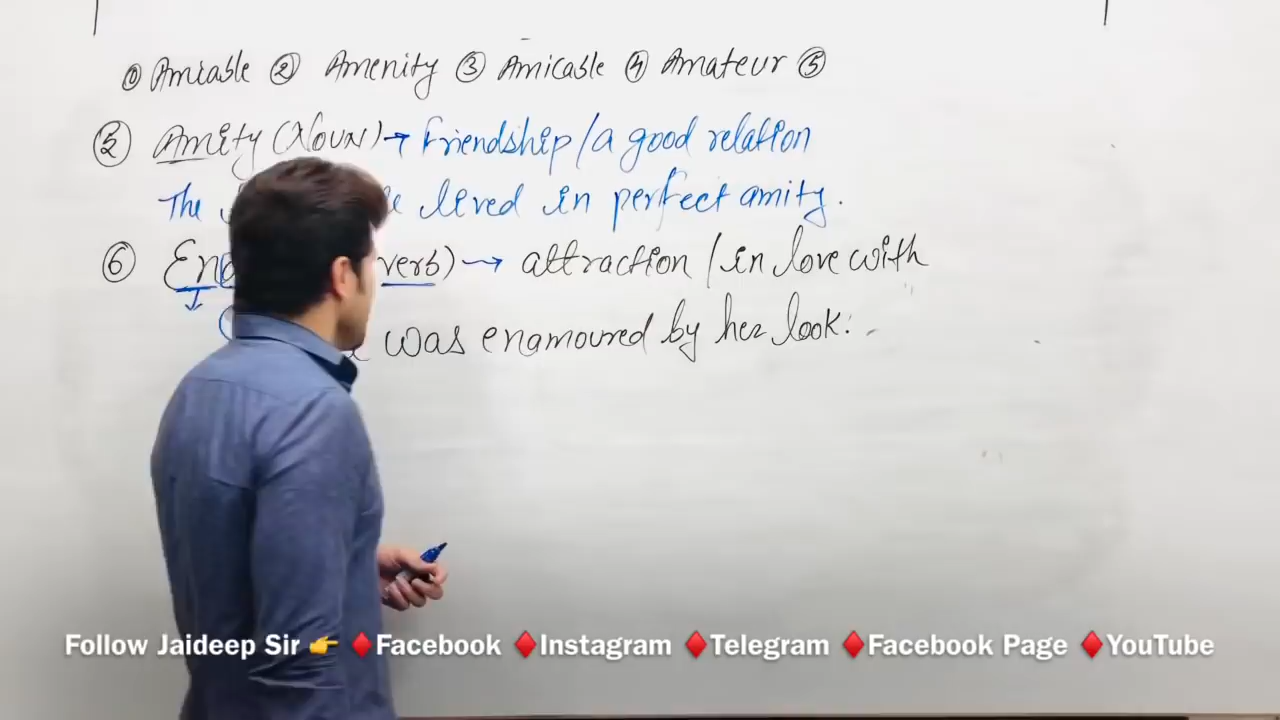 ① Amiable ② Amenity ③ Amicable ④ Amateur ⑤
⑤ Amity (Noun) → Friendship/a good relation
The lived in perfect amity.
⑥ verb) → attraction / in love with
was enamoured by her look.
Follow Jaideep Sir 👉 ♦Facebook ♦Instagram ♦Telegram ♦Facebook Page ♦YouTube